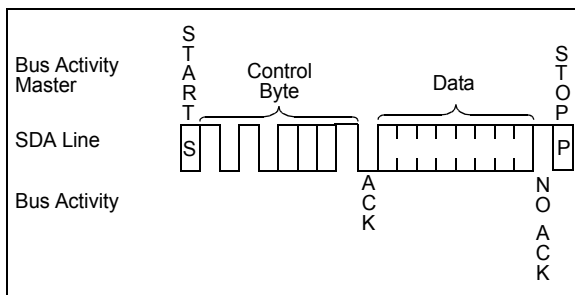 Bus Activity
Master
SDA Line
Bus Activity
START
Control
Byte
Data
STOP
S
P
ACK
NO ACK